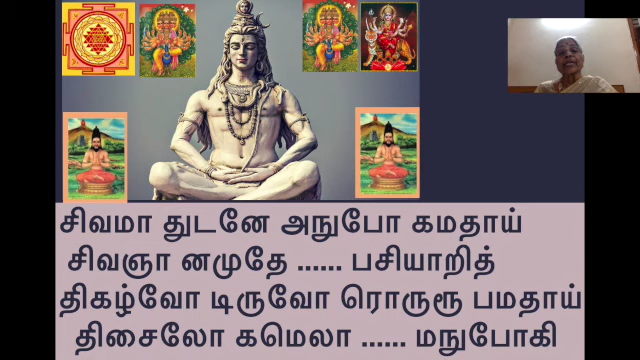 சிவமா துடனே அநுபோ கமதாய்
சிவஞா னமுதே ...... பசியாறித்
திகழ்வோ டிருவோ ரொருரூ பமதாய்
திசைலோ கமெலா ...... மநுபோகி